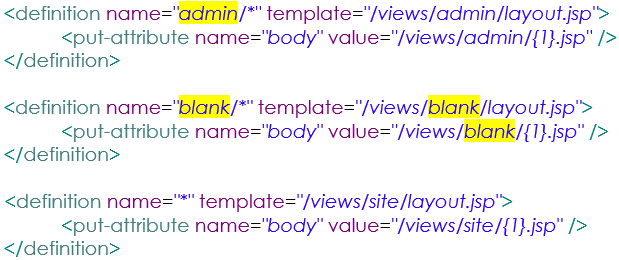 <definition name="admin/*" template="/views/admin/layout.jsp">
<put-attribute name="body" value="/views/admin/{1}.jsp" />
</definition>
<definition name="blank/*" template="/views/blank/layout.jsp">
<put-attribute name="body" value="/views/blank/{1}.jsp" />
</definition>
<definition name="*" template="/views/site/layout.jsp">
<put-attribute name="body" value="/views/site/{1}.jsp" />
</definition>